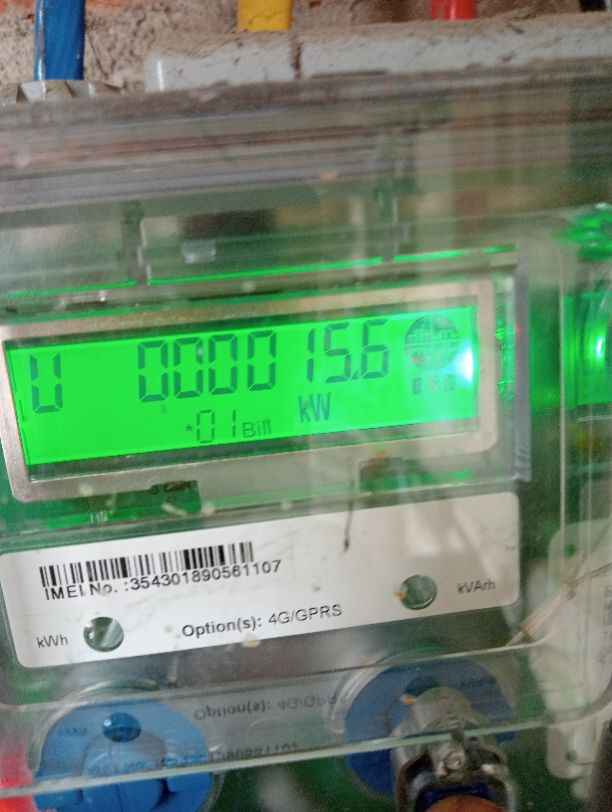 U 000015.6
kW
*01 Bill
IMEI No. :354301890561107
kWh
Option(s): 4G/GPRS
kVArh